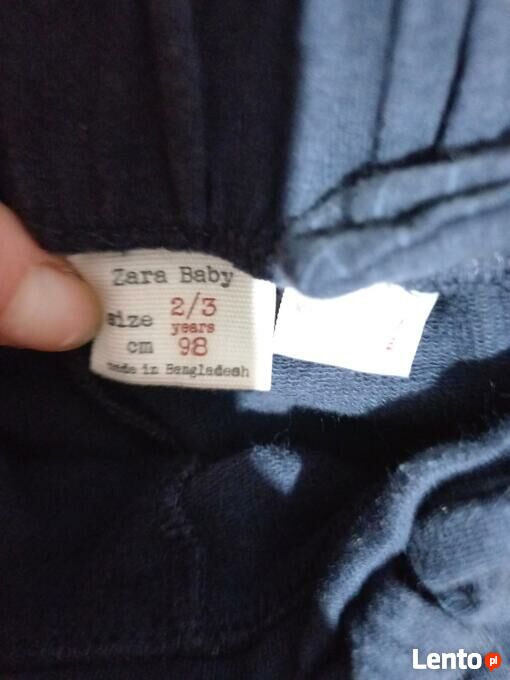 Zara Baby
size 2/3
years
cm 98
made in Bangladesh
Lento pl